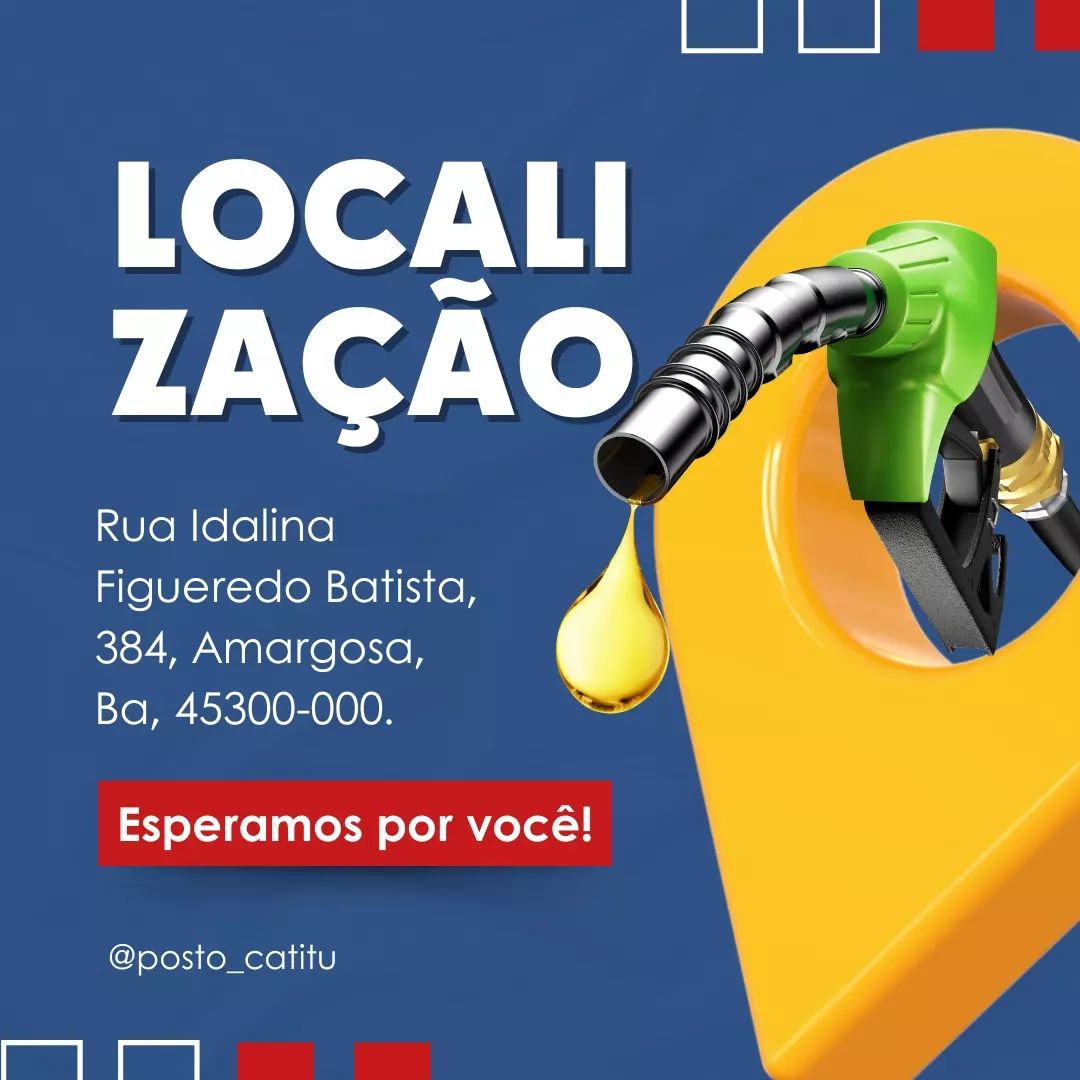 LOCALI
ZAÇÃO
Rua Idalina
Figueredo Batista,
384, Amargosa,
Ba, 45300-000.
Esperamos por você!
@posto_catitu